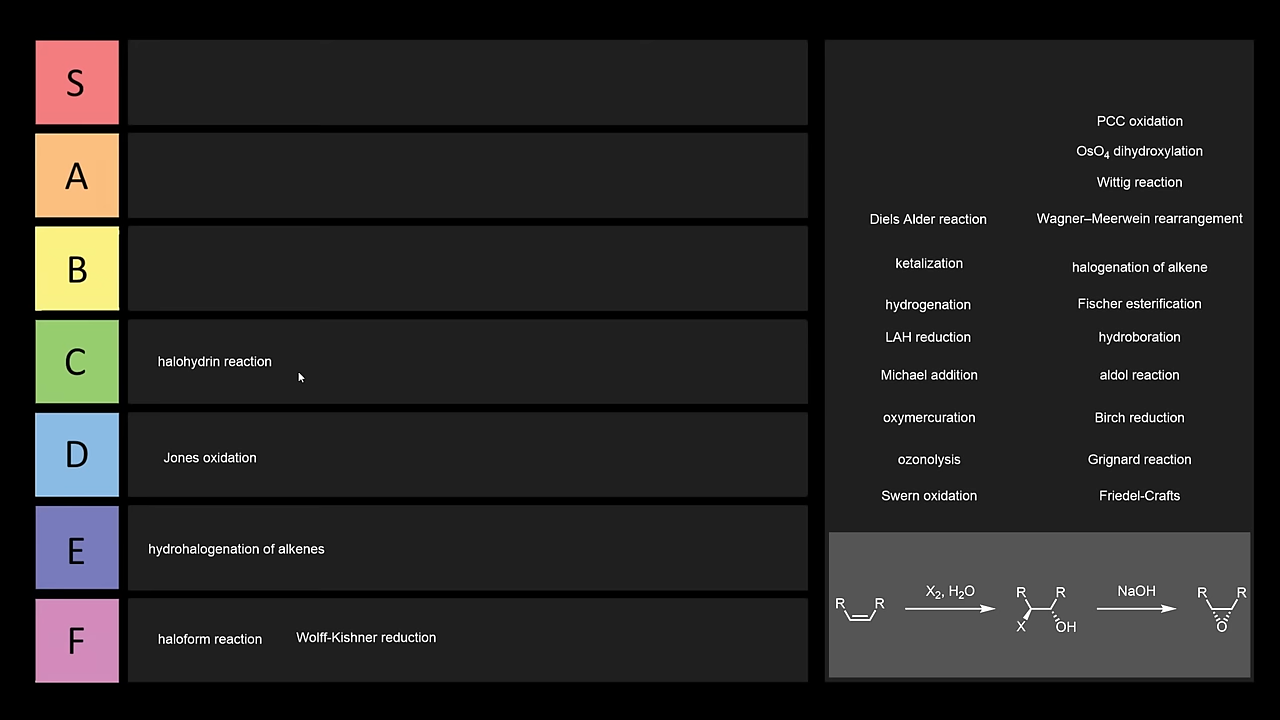 S
A
B
C
halohydrin reaction
D
Jones oxidation
E
hydrohalogenation of alkenes
F
haloform reaction
Wolff-Kishner reduction
Diels Alder reaction
ketalization
hydrogenation
LAH reduction
Michael addition
oxymercuration
ozonolysis
Swern oxidation
PCC oxidation
OsO₄ dihydroxylation
Wittig reaction
Wagner–Meerwein rearrangement
halogenation of alkene
Fischer esterification
hydroboration
aldol reaction
Birch reduction
Grignard reaction
Friedel-Crafts
R R
X₂, H₂O
R R
X OH
NaOH
R R
O